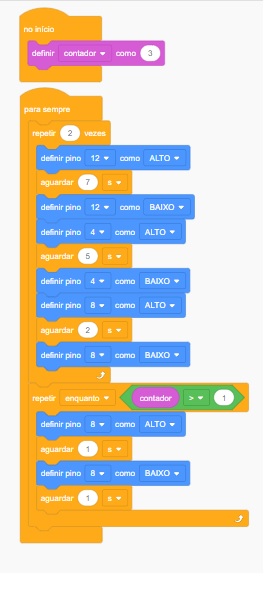 no início
definir contador como 3
para sempre
repetir 2 vezes
definir pino 12 como ALTO
aguardar 7 s
definir pino 12 como BAIXO
definir pino 4 como ALTO
aguardar 5 s
definir pino 4 como BAIXO
definir pino 8 como ALTO
aguardar 2 s
definir pino 8 como BAIXO
repetir enquanto contador > 1
definir pino 8 como ALTO
aguardar 1 s
definir pino 8 como BAIXO
aguardar 1 s